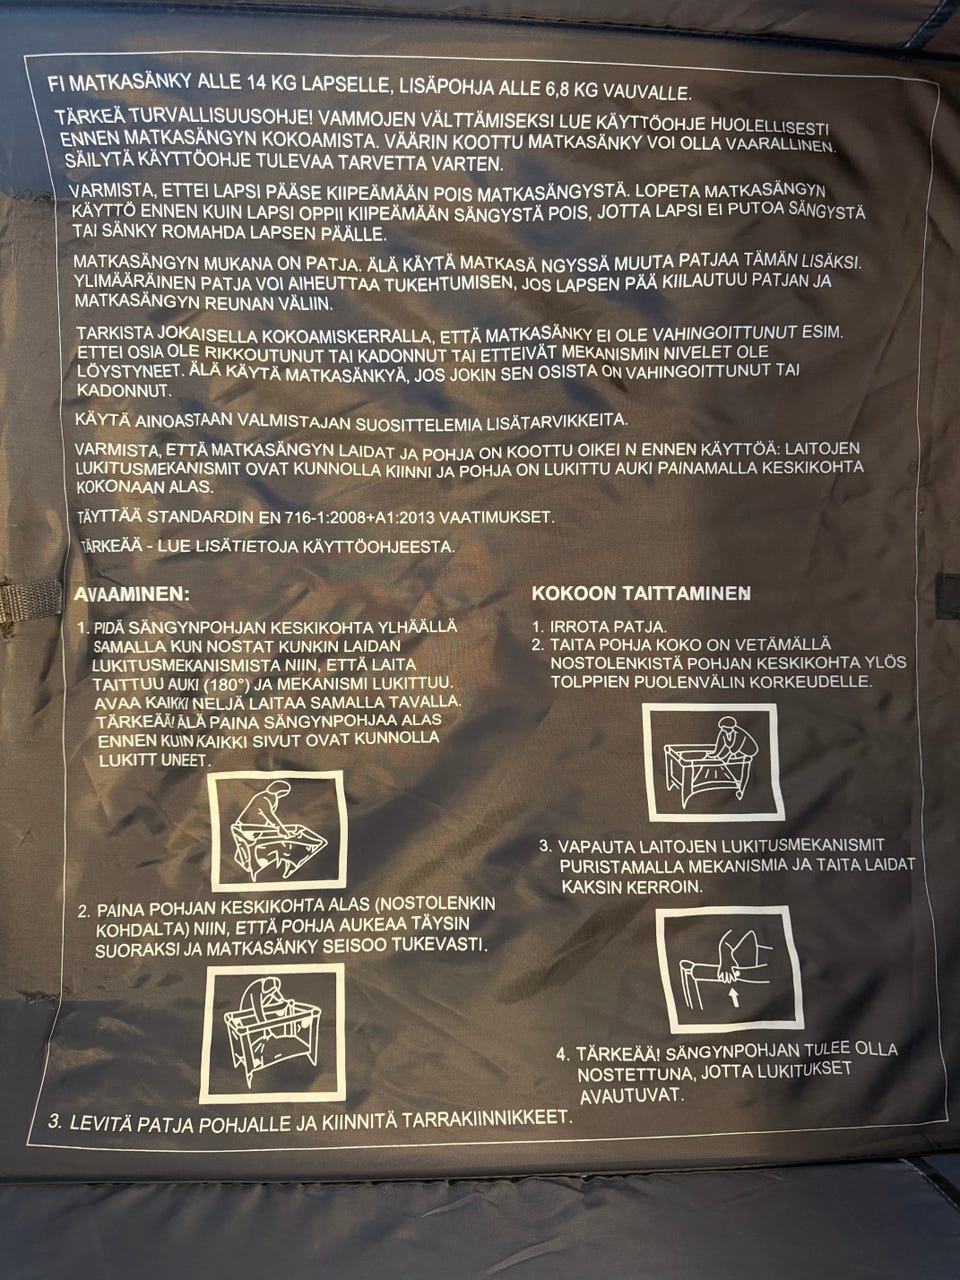 FI MATKASÄNKY ALLE 14 KG LAPSELLE, LISÄPOHJA ALLE 6,8 KG VAUVALLE.
TÄRKEÄ TURVALLISUUSOHJE! VAMMOJEN VÄLTTÄMISEKSI LUE KÄYTTÖOHJE HUOLELLISESTI
ENNEN MATKASÄNGYN KOKOAMISTA. VÄÄRIN KOOTTU MATKASÄNKY VOI OLLA VAARALLINEN.
SÄILYTÄ KÄYTTÖOHJE TULEVAA TARVETTA VARTEN.
VARMISTA, ETTEI LAPSI PÄÄSE KIIPEÄMÄÄN POIS MATKASÄNGYSTÄ. LOPETA MATKASÄNGYN
KÄYTTÖ ENNEN KUIN LAPSI OPPII KIIPEÄMÄÄN SÄNGYSTÄ POIS, JOTTA LAPSI EI PUTOA SÄNGYSTÄ
TAI SÄNKY ROMAHDA LAPSEN PÄÄLLE.
MATKASÄNGYN MUKANA ON PATJA. ÄLÄ KÄYTÄ MATKASÄ NGYSSÄ MUUTA PATJAA TÄMÄN LISÄKSI.
YLIMÄÄRÄINEN PATJA VOI AIHEUTTAA TUKEHTUMISEN, JOS LAPSEN PÄÄ KIILAUTUU PATJAN JA
MATKASÄNGYN REUNAN VÄLIIN.
TARKISTA JOKAISELLA KOKOAMISKERRALLA, ETTÄ MATKASÄNKY EI OLE VAHINGOITTUNUT ESIM.
ETTEI OSIA OLE RIKKOUTUNUT TAI KADONNUT TAI ETTEIVÄT MEKANISMIN NIVELET OLE
LÖYSTYNEET. ÄLÄ KÄYTÄ MATKASÄNKYÄ, JOS JOKIN SEN OSISTA ON VAHINGOITTUNUT TAI
KADONNUT.
KÄYTÄ AINOASTAAN VALMISTAJAN SUOSITTELEMIA LISÄTARVIKKEITA.
VARMISTA, ETTÄ MATKASÄNGYN LAIDAT JA POHJA ON KOOTTU OIKEI N ENNEN KÄYTTÖÄ: LAITOJEN
LUKITUSMEKANISMIT OVAT KUNNOLLA KIINNI JA POHJA ON LUKITTU AUKI PAINAMALLA KESKIKOHTA
KOKONAAN ALAS.
TÄYTTÄÄ STANDARDIN EN 716-1:2008+A1:2013 VAATIMUKSET.
TÄRKEÄÄ - LUE LISÄTIETOJA KÄYTTÖOHJEESTA.
AVAAMINEN:
1. PIDÄ SÄNGYNPOHJAN KESKIKOHTA YLHÄÄLLÄ
SAMALLA KUN NOSTAT KUNKIN LAIDAN
LUKITUSMEKANISMISTA NIIN, ETTÄ LAITA
TAITTUU AUKI (180°) JA MEKANISMI LUKITTUU.
AVAA KAIKKI NELJÄ LAITAA SAMALLA TAVALLA.
TÄRKEÄÄ! ÄLÄ PAINA SÄNGYNPOHJAA ALAS
ENNEN KUIN KAIKKI SIVUT OVAT KUNNOLLA
LUKITT UNEET.
2. PAINA POHJAN KESKIKOHTA ALAS (NOSTOLENKIN
KOHDALTA) NIIN, ETTÄ POHJA AUKEAA TÄYSIN
SUORAKSI JA MATKASÄNKY SEISOO TUKEVASTI.
3. LEVITÄ PATJA POHJALLE JA KIINNITÄ TARRAKIINNIKKEET.
KOKOON TAITTAMINEN
1. IRROTA PATJA.
2. TAITA POHJA KOKO ON VETÄMÄLLÄ
NOSTOLENKISTÄ POHJAN KESKIKOHTA YLÖS
TOLPPIEN PUOLENVÄLIN KORKEUDELLE.
3. VAPAUTA LAITOJEN LUKITUSMEKANISMIT
PURISTAMALLA MEKANISMIA JA TAITA LAIDAT
KAKSIN KERROIN.
4. TÄRKEÄÄ! SÄNGYNPOHJAN TULEE OLLA
NOSTETTUNA, JOTTA LUKITUKSET
AVAUTUVAT.